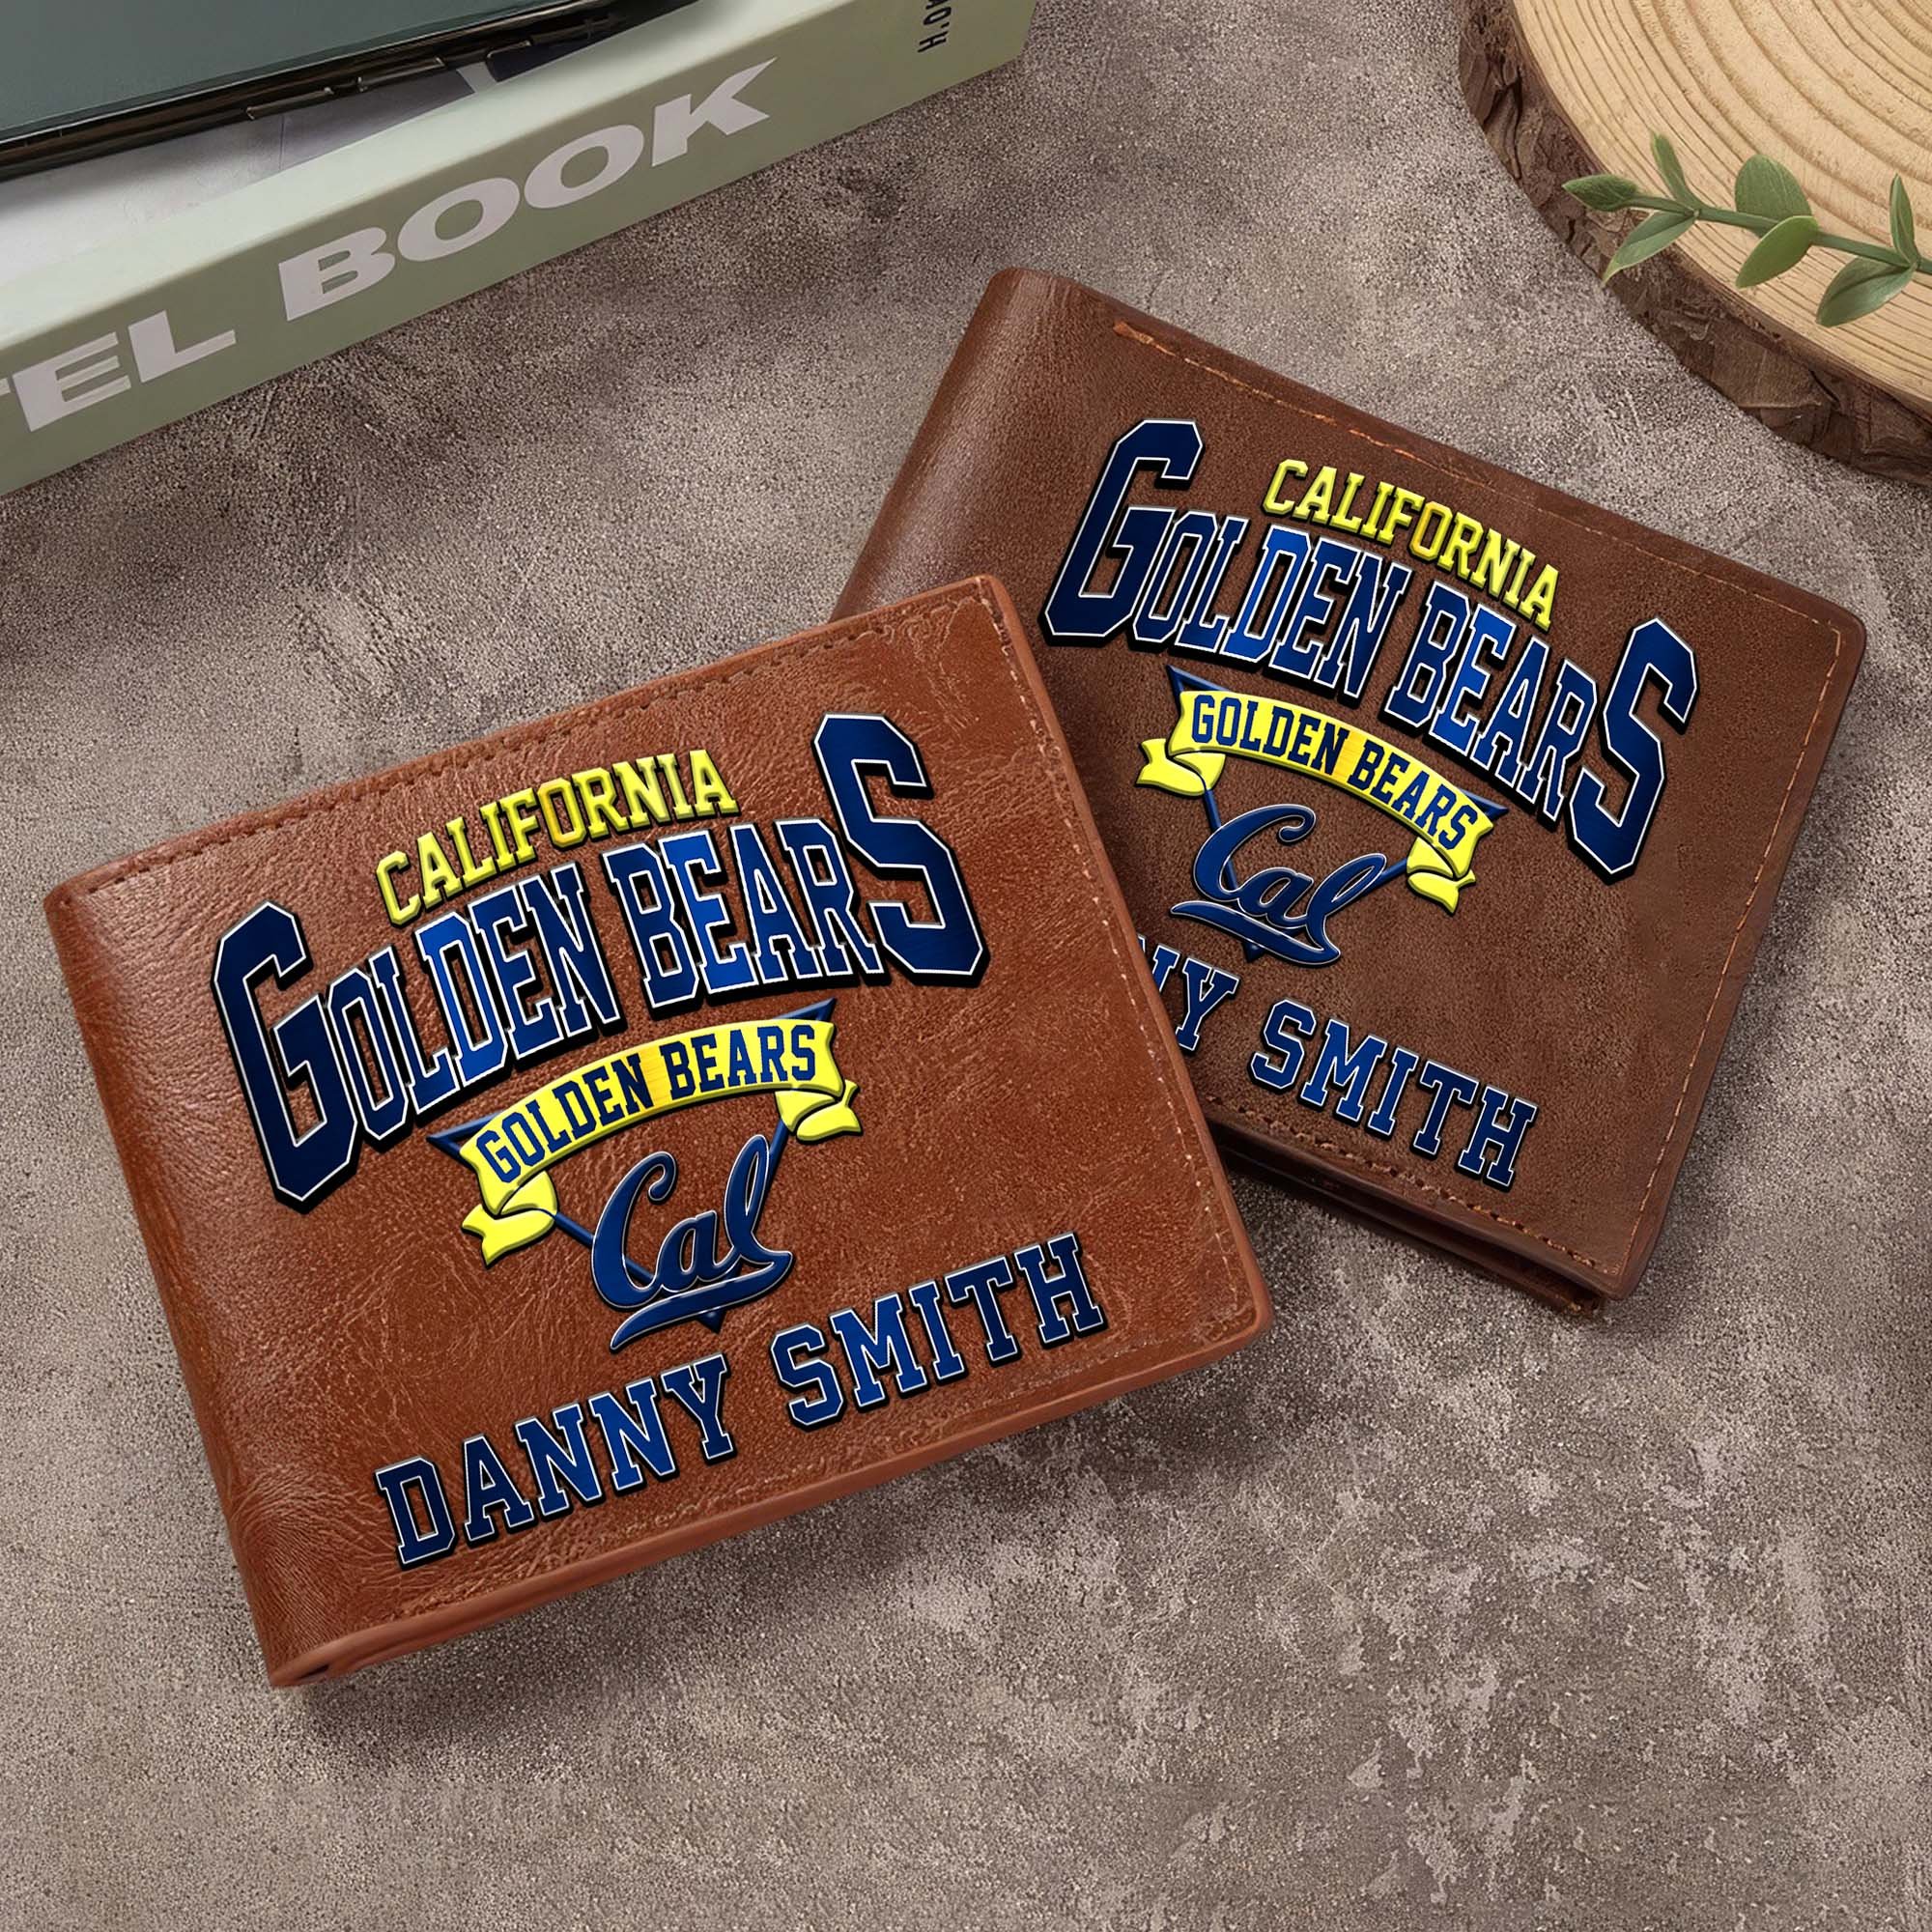 TEL BOOK
CALIFORNIA
GOLDEN BEARS
GOLDEN BEARS
Cal
NY SMITH
CALIFORNIA
GOLDEN BEARS
GOLDEN BEARS
Cal
DANNY SMITH